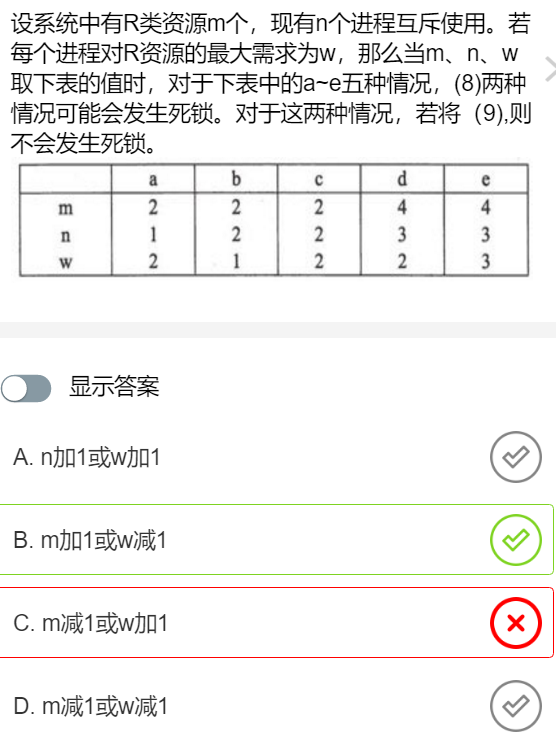 设系统中有R类资源m个，现有n个进程互斥使用。若
每个进程对R资源的最大需求为w，那么当m、n、w
取下表的值时，对于下表中的a~e五种情况，(8)两种
情况可能会发生死锁。对于这两种情况，若将（9),则
不会发生死锁。
a b c d e
m 2 2 2 4 4
n 1 2 2 3 3
w 2 1 2 2 3
显示答案
A. n加1或w加1
B. m加1或w减1
C. m减1或w加1
D. m减1或w减1